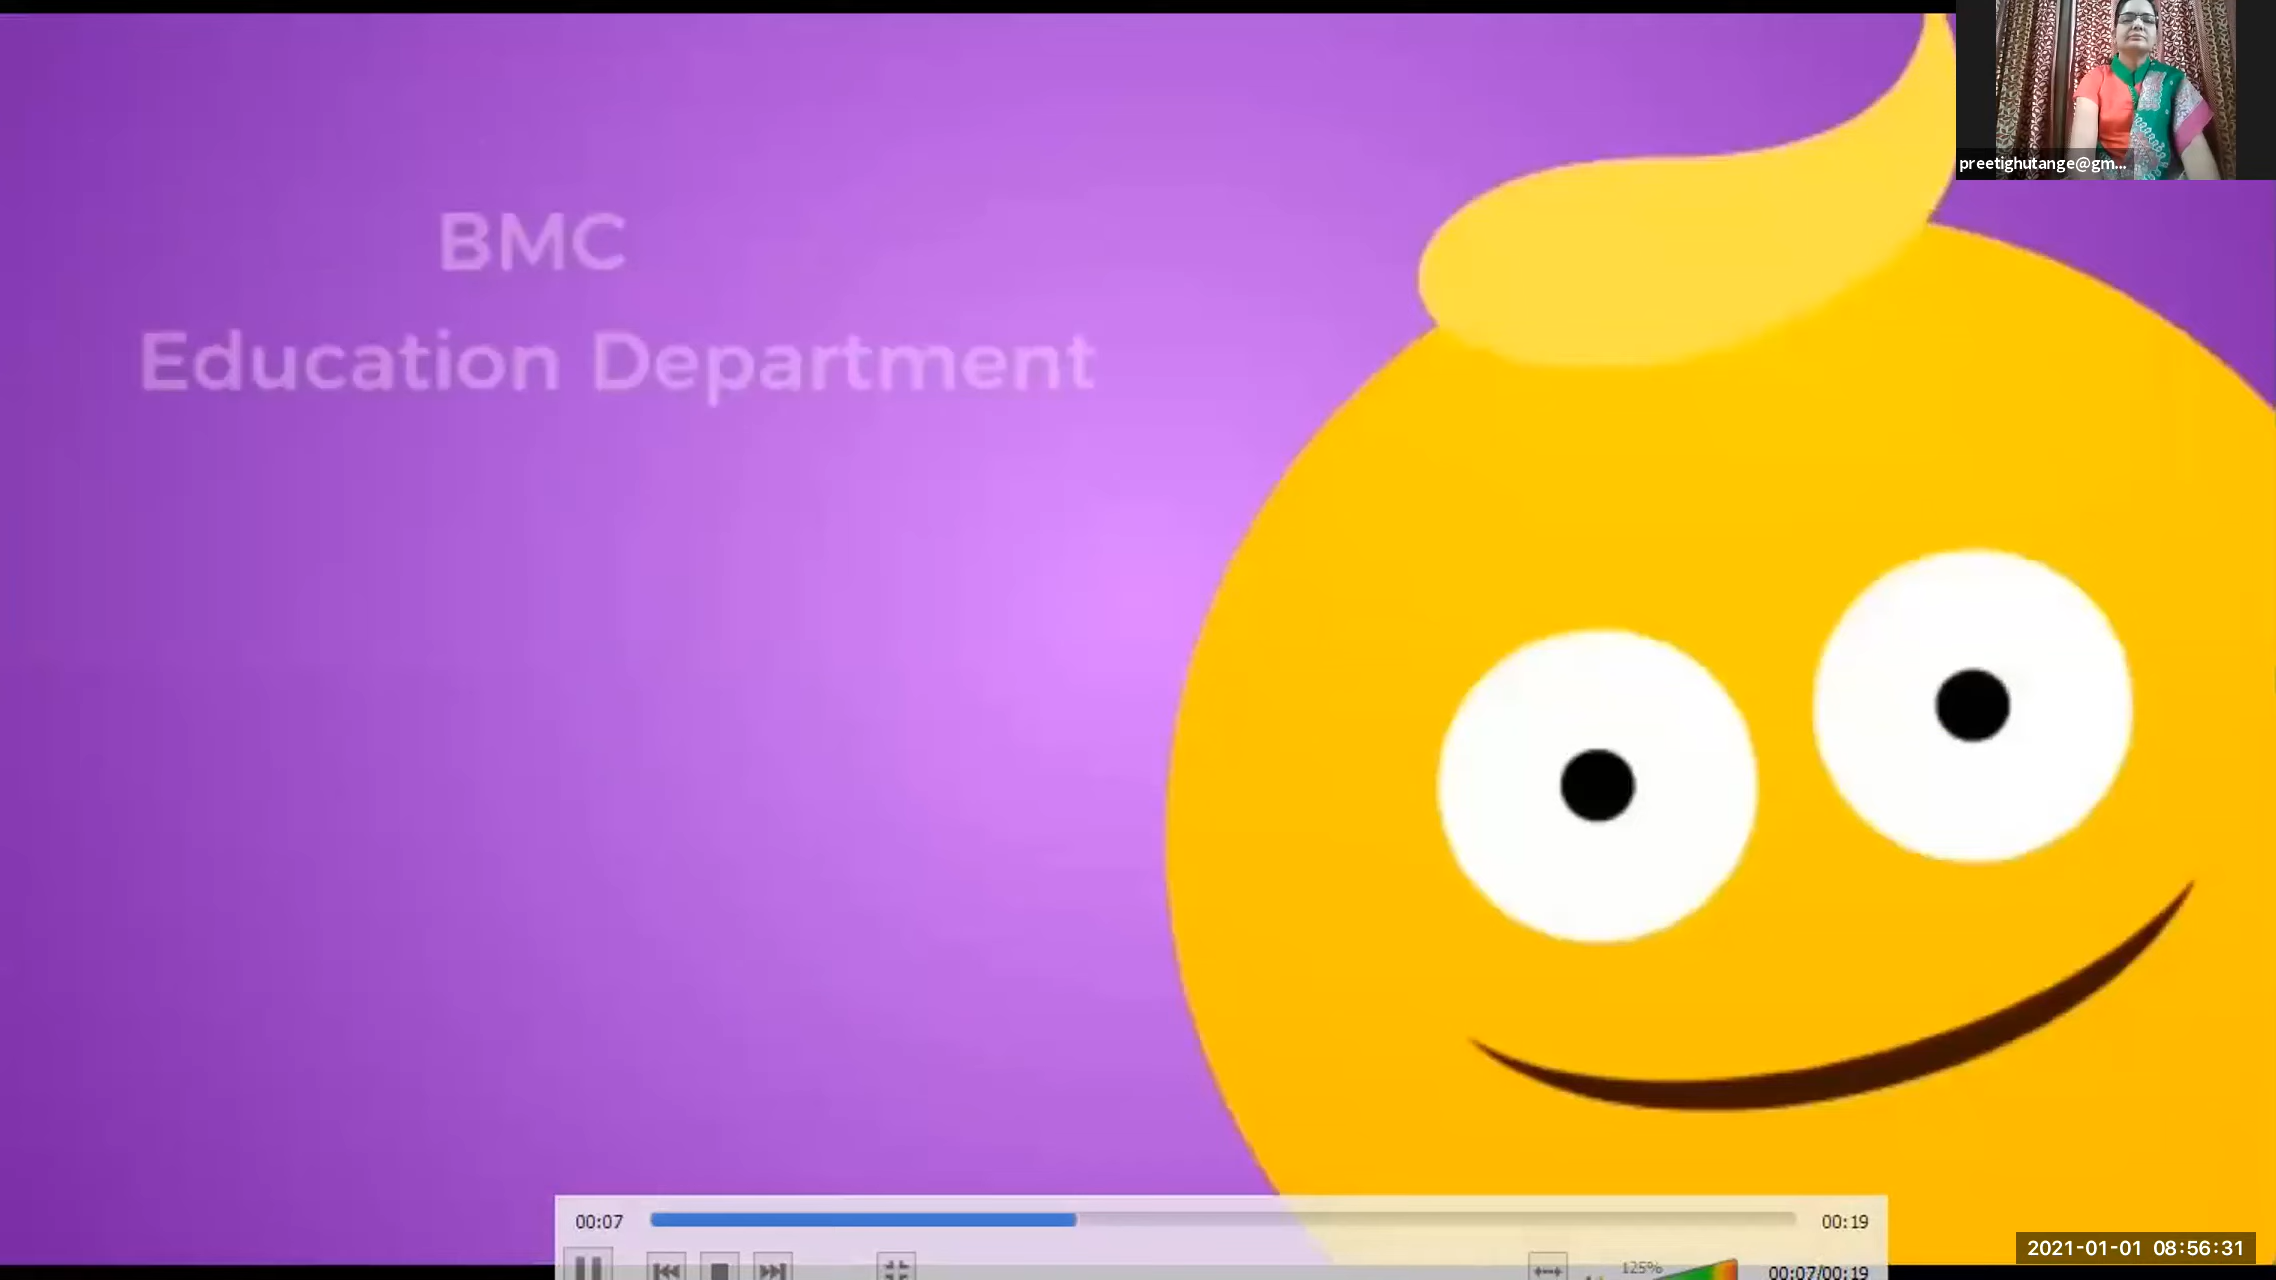 preetighutange@gm...
BMC
Education Department
00:07
00:19
125%
00:07/00:19
2021-01-01 08:56:31